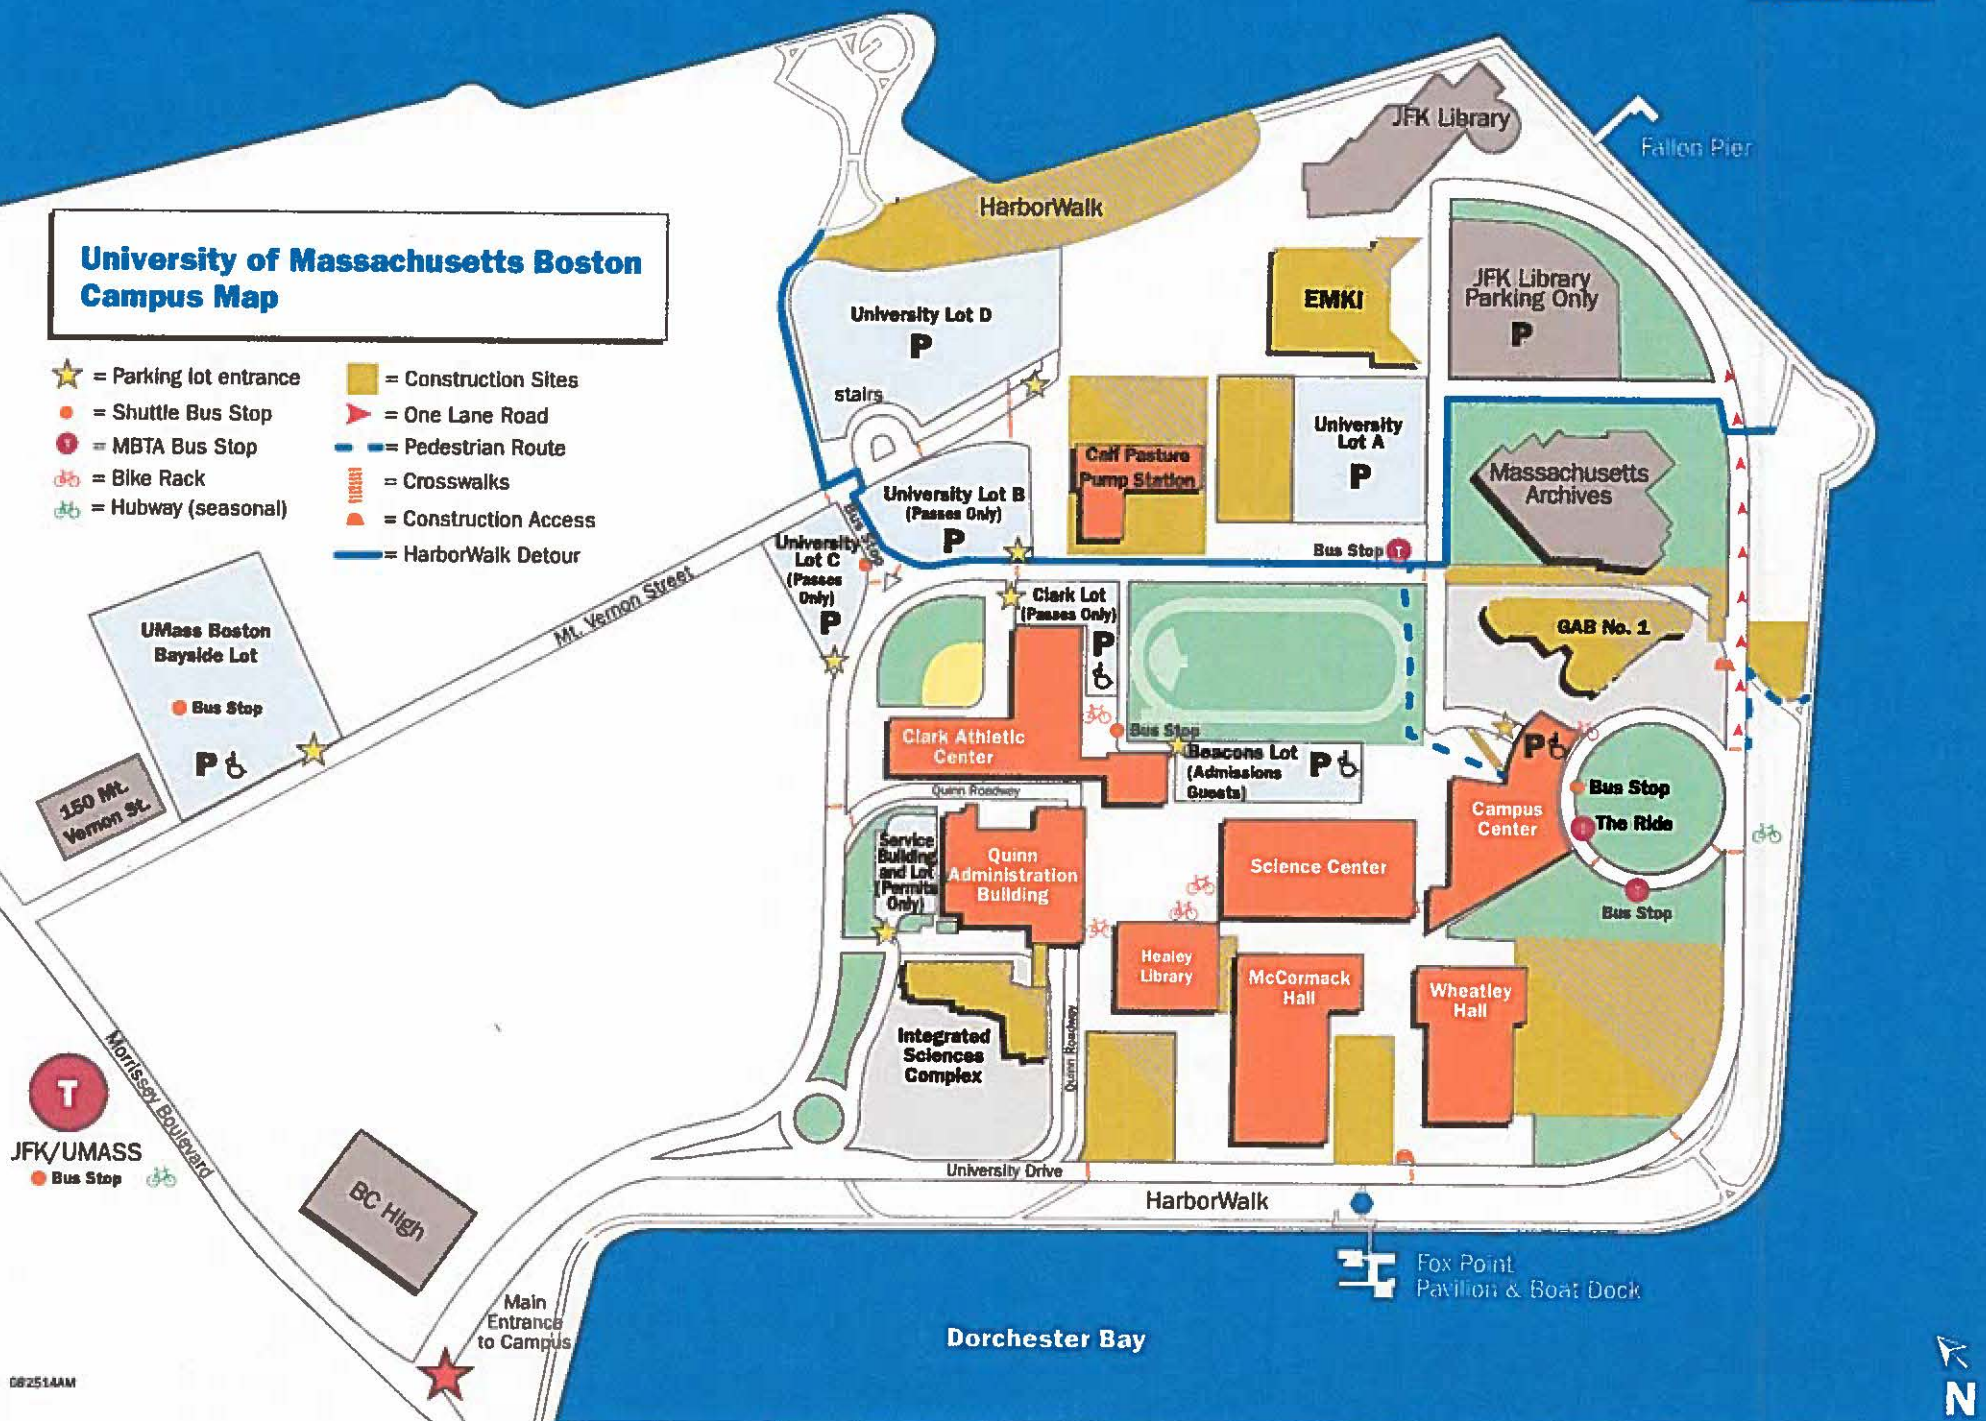 University of Massachusetts Boston
Campus Map
= Parking lot entrance
= Shuttle Bus Stop
T
= MBTA Bus Stop
= Bike Rack
= Hubway (seasonal)
= Construction Sites
= One Lane Road
= Pedestrian Route
= Crosswalks
= Construction Access
= HarborWalk Detour
JFK Library
Fallon Pier
HarborWalk
EMKI
JFK Library
Parking Only
P
University Lot D
P
stairs
University
Lot A
P
Calf Pasture
Pump Station
University Lot B
(Passes Only)
P
Massachusetts
Archives
Bus Stop
T
Bus Stop
University
Lot C
(Passes
Only)
P
Mt. Vernon Street
UMass Boston
Bayside Lot
Bus Stop
P
150 Mt.
Vernon St.
Clark Lot
(Passes Only)
P
GAB No. 1
Clark Athletic
Center
Bus Stop
Beacons Lot
(Admissions
Guests)
P
P
Quinn Roadway
Campus
Center
Bus Stop
The Ride
Bus Stop
Service
Building
and Lot
(Permits
Only)
Quinn
Administration
Building
Science Center
Healey
Library
McCormack
Hall
Wheatley
Hall
Integrated
Sciences
Complex
Quinn Roadway
Morrissey Boulevard
T
JFK/UMASS
Bus Stop
BC High
University Drive
HarborWalk
Fox Point
Pavilion & Boat Dock
Main
Entrance
to Campus
Dorchester Bay
082514AM
N